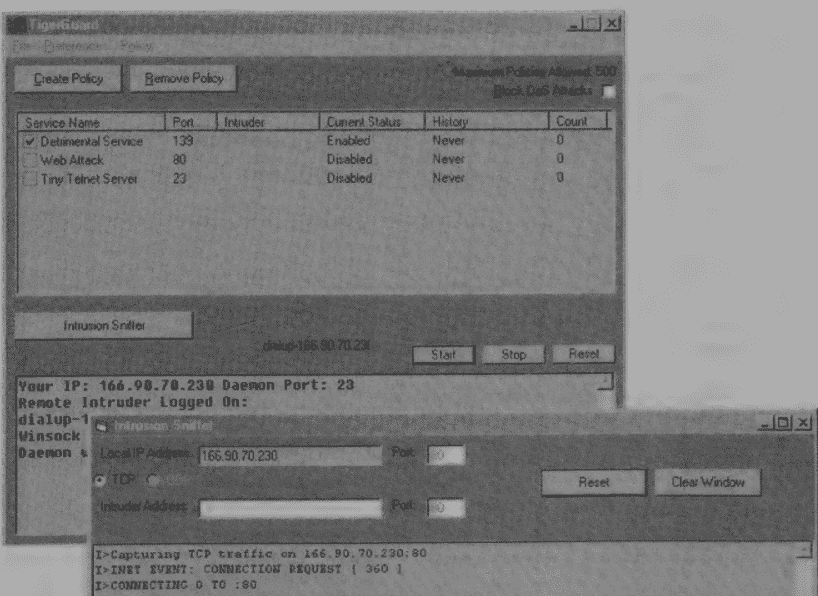 TigerGuard
File Preferences Policy
Create Policy Remove Policy
Maximum Policies Allowed: 500
Block DoS Attacks
Service Name Port Intruder Current Status History Count
Detrimental Service 139 Enabled Never 0
Web Attack 80 Disabled Never 0
Tiny Telnet Server 23 Disabled Never 0
Intrusion Sniffer
dialup-166.90.70.230
Start Stop Reset
Your IP: 166.90.70.230 Daemon Port: 23
Remote Intruder Logged On:
dialup-1
Winsock
Daemon
Intrusion Sniffer
Local IP Address: 166.90.70.230 Port: 80
TCP
Reset Clear Window
Intruder Address: Port:
I>Capturing TCP traffic on 166.90.70.230:80
I>INET EVENT: CONNECTION REQUEST [ 360 ]
I>CONNECTING 0 TO :80